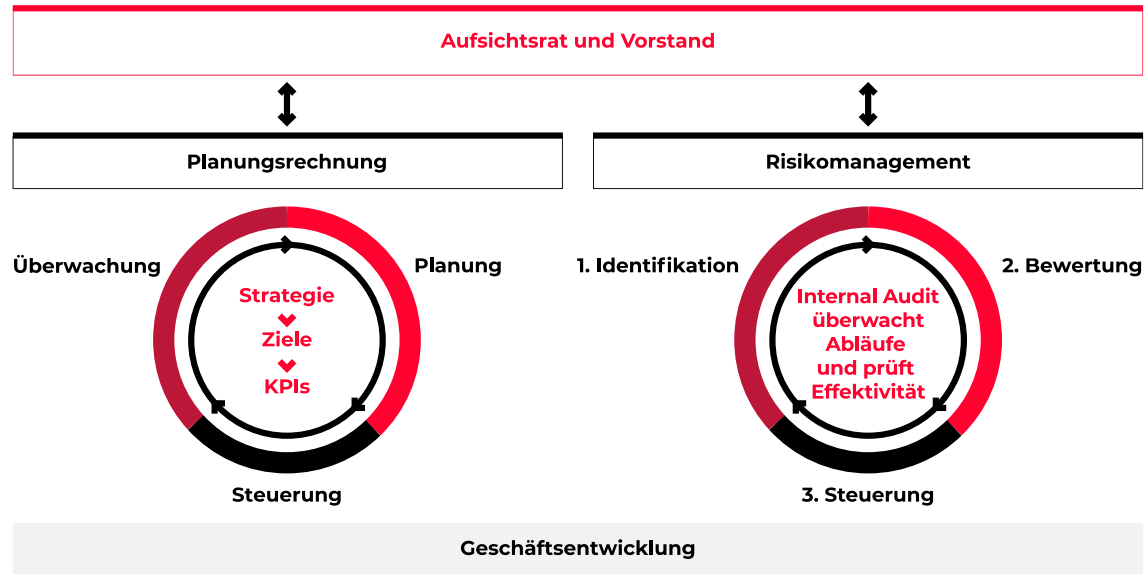 Aufsichtsrat und Vorstand
Planungsrechnung
Überwachung
Planung
Strategie
Ziele
KPIs
Steuerung
Risikomanagement
1. Identifikation
2. Bewertung
Internal Audit
überwacht
Abläufe
und prüft
Effektivität
3. Steuerung
Geschäftsentwicklung